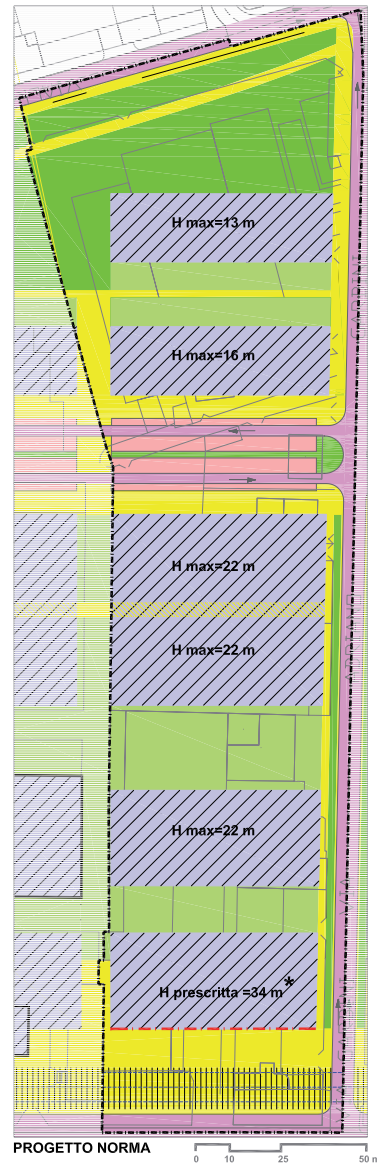 H max=13 m
H max=16 m
H max=22 m
H max=22 m
H max=22 m
H prescritta =34 m*
PROGETTO NORMA
0 10 25 50 m